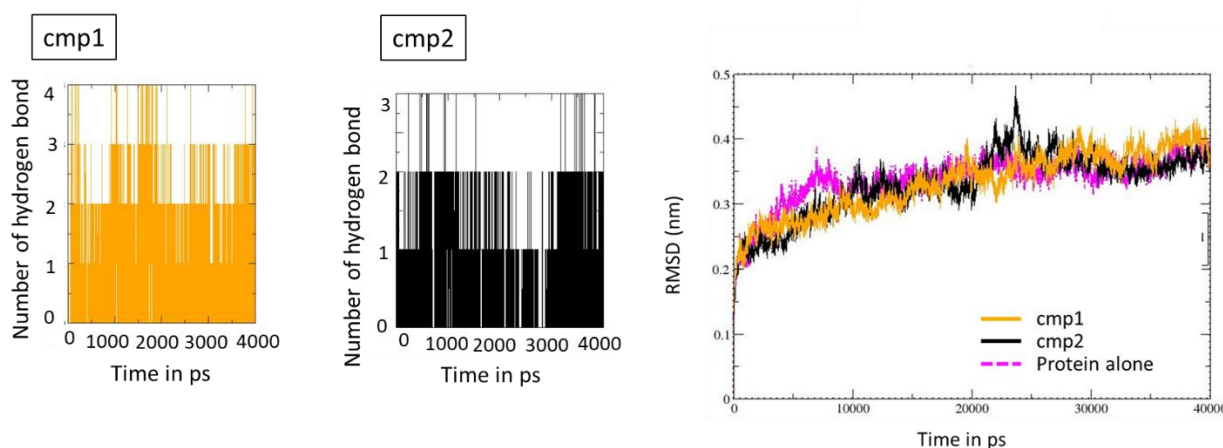 cmp1
cmp2
Number of hydrogen bond
4
3
2
1
0
0 1000 2000 3000 4000
Time in ps
Number of hydrogen bond
3
2
1
0
0 1000 2000 3000 4000
Time in ps
RMSD (nm)
0.5
0.4
0.3
0.2
0.1
0
0 10000 20000 30000 40000
Time in ps
cmp1
cmp2
Protein alone